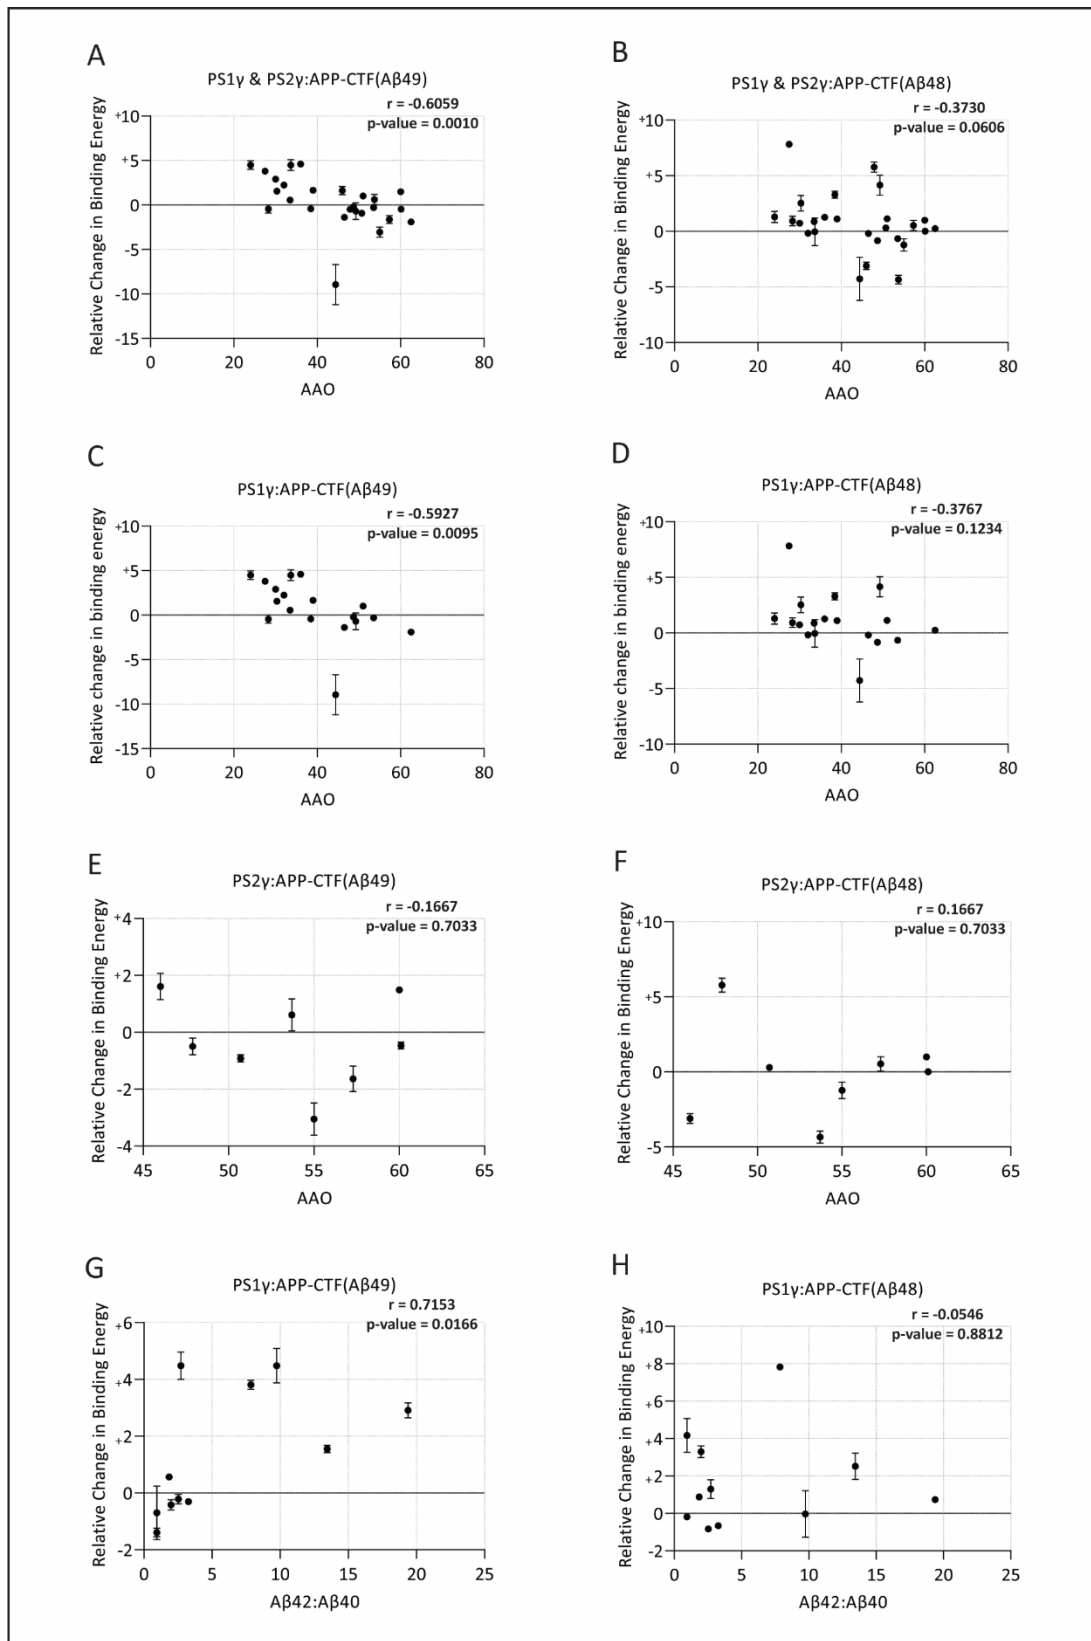 A
PS1γ & PS2γ:APP-CTF(Aβ49)
r = -0.6059
p-value = 0.0010
Relative Change in Binding Energy
+10
+5
0
-5
-10
-15
0 20 40 60 80
AAO
B
PS1γ & PS2γ:APP-CTF(Aβ48)
r = -0.3730
p-value = 0.0606
Relative Change in Binding Energy
+10
+5
0
-5
-10
0 20 40 60 80
AAO
C
PS1γ:APP-CTF(Aβ49)
r = -0.5927
p-value = 0.0095
Relative change in binding energy
+10
+5
0
-5
-10
-15
0 20 40 60 80
AAO
D
PS1γ:APP-CTF(Aβ48)
r = -0.3767
p-value = 0.1234
Relative change in binding energy
+10
+5
0
-5
-10
0 20 40 60 80
AAO
E
PS2γ:APP-CTF(Aβ49)
r = -0.1667
p-value = 0.7033
Relative Change in Binding Energy
+4
+2
0
-2
-4
45 50 55 60 65
AAO
F
PS2γ:APP-CTF(Aβ48)
r = 0.1667
p-value = 0.7033
Relative Change in Binding Energy
+10
+5
0
-5
45 50 55 60 65
AAO
G
PS1γ:APP-CTF(Aβ49)
r = 0.7153
p-value = 0.0166
Relative Change in Binding Energy
+6
+4
+2
0
-2
0 5 10 15 20 25
Aβ42:Aβ40
H
PS1γ:APP-CTF(Aβ48)
r = -0.0546
p-value = 0.8812
Relative Change in Binding Energy
+10
+8
+6
+4
+2
0
-2
0 5 10 15 20 25
Aβ42:Aβ40